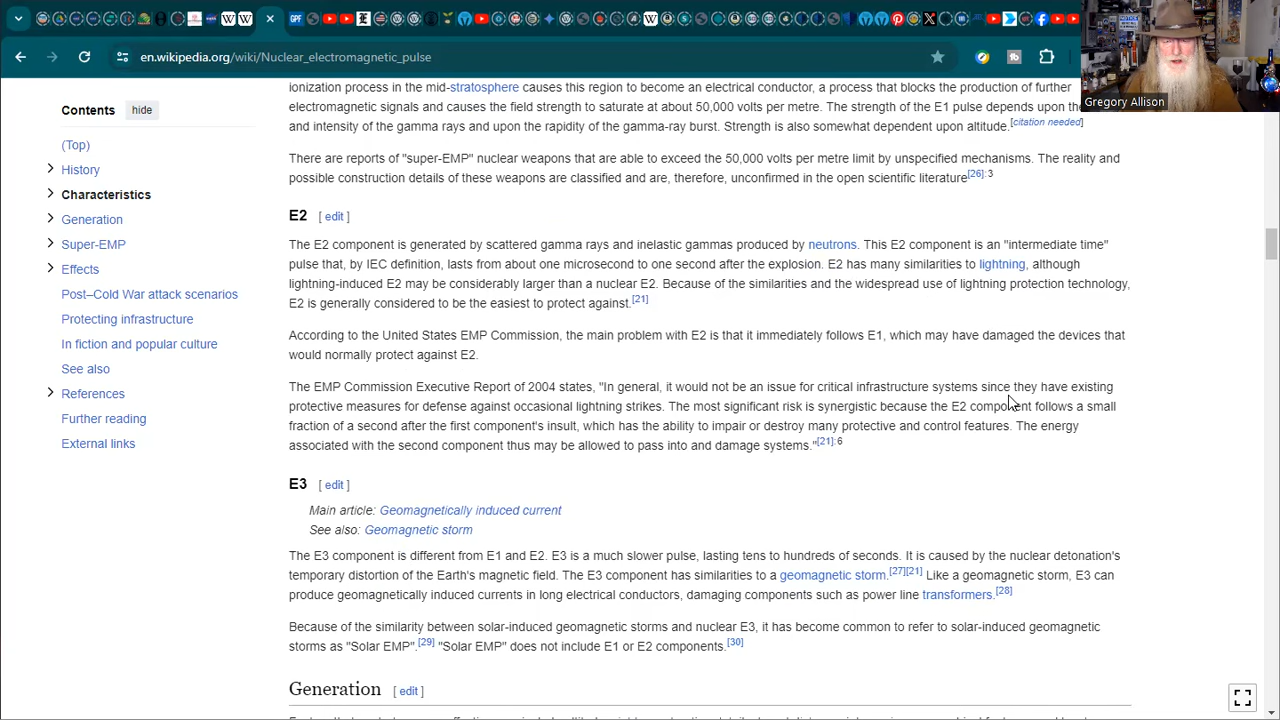 en.wikipedia.org/wiki/Nuclear_electromagnetic_pulse
Gregory Allison
Contents hide
(Top)
History
Characteristics
Generation
Super-EMP
Effects
Post–Cold War attack scenarios
Protecting infrastructure
In fiction and popular culture
See also
References
Further reading
External links
ionization process in the mid-stratosphere causes this region to become an electrical conductor, a process that blocks the production of further
electromagnetic signals and causes the field strength to saturate at about 50,000 volts per metre. The strength of the E1 pulse depends upon the
and intensity of the gamma rays and upon the rapidity of the gamma-ray burst. Strength is also somewhat dependent upon altitude.[citation needed]
There are reports of "super-EMP" nuclear weapons that are able to exceed the 50,000 volts per metre limit by unspecified mechanisms. The reality and
possible construction details of these weapons are classified and are, therefore, unconfirmed in the open scientific literature[26]:3
E2 [ edit ]
The E2 component is generated by scattered gamma rays and inelastic gammas produced by neutrons. This E2 component is an "intermediate time"
pulse that, by IEC definition, lasts from about one microsecond to one second after the explosion. E2 has many similarities to lightning, although
lightning-induced E2 may be considerably larger than a nuclear E2. Because of the similarities and the widespread use of lightning protection technology,
E2 is generally considered to be the easiest to protect against.[21]
According to the United States EMP Commission, the main problem with E2 is that it immediately follows E1, which may have damaged the devices that
would normally protect against E2.
The EMP Commission Executive Report of 2004 states, "In general, it would not be an issue for critical infrastructure systems since they have existing
protective measures for defense against occasional lightning strikes. The most significant risk is synergistic because the E2 component follows a small
fraction of a second after the first component's insult, which has the ability to impair or destroy many protective and control features. The energy
associated with the second component thus may be allowed to pass into and damage systems."[21]:6
E3 [ edit ]
Main article: Geomagnetically induced current
See also: Geomagnetic storm
The E3 component is different from E1 and E2. E3 is a much slower pulse, lasting tens to hundreds of seconds. It is caused by the nuclear detonation's
temporary distortion of the Earth's magnetic field. The E3 component has similarities to a geomagnetic storm.[27][21] Like a geomagnetic storm, E3 can
produce geomagnetically induced currents in long electrical conductors, damaging components such as power line transformers.[28]
Because of the similarity between solar-induced geomagnetic storms and nuclear E3, it has become common to refer to solar-induced geomagnetic
storms as "Solar EMP".[29] "Solar EMP" does not include E1 or E2 components.[30]
Generation [ edit ]